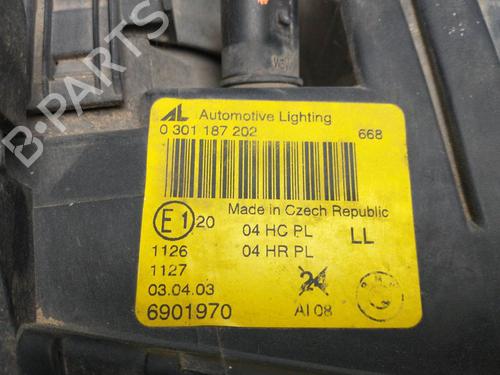 AL Automotive Lighting
0 301 187 202 668
Made in Czech Republic
E1 20 04 HC PL LL
1126 04 HR PL
1127
03.04.03 24
6901970 AI 08
B-PARTS